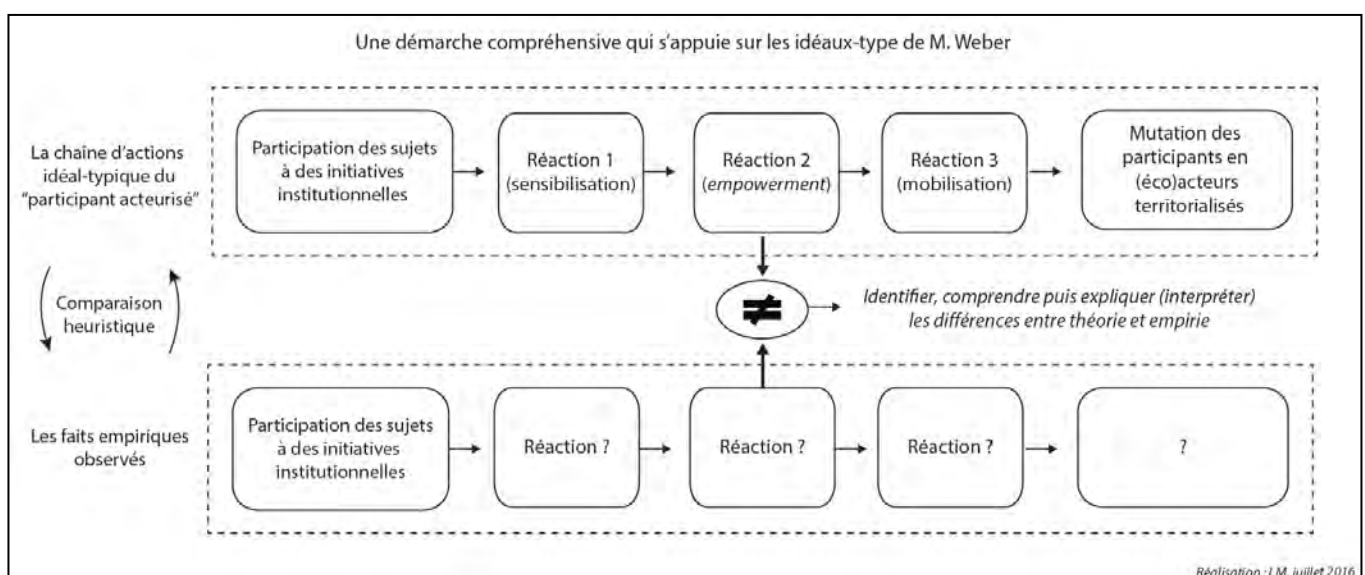 Une démarche compréhensive qui s'appuie sur les idéaux-type de M. Weber
La chaîne d'actions
idéal-typique du
"participant acteurisé"
Participation des sujets
à des initiatives
institutionnelles
Réaction 1
(sensibilisation)
Réaction 2
(empowerment)
Réaction 3
(mobilisation)
Mutation des
participants en
(éco)acteurs
territorialisés
Comparaison
heuristique
≠
Identifier, comprendre puis expliquer (interpréter)
les différences entre théorie et empirie
Les faits empiriques
observés
Participation des sujets
à des initiatives
institutionnelles
Réaction ?
Réaction ?
Réaction ?
?
Réalisation : J.M. juillet 2016